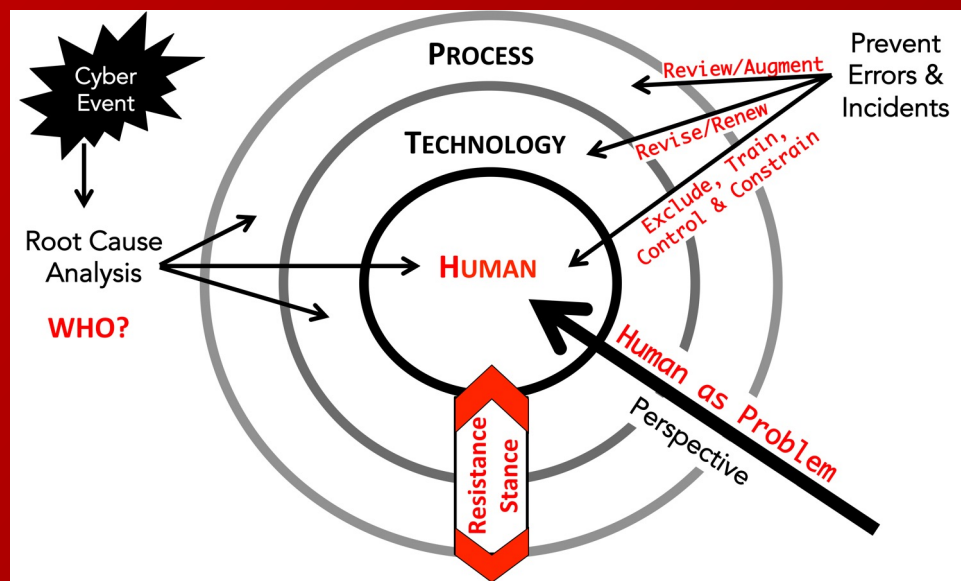 Cyber
Event
Root Cause
Analysis
WHO?
PROCESS
TECHNOLOGY
HUMAN
Prevent
Errors &
Incidents
Review/Augment
Revise/Renew
Exclude, Train,
Control & Constrain
Human as Problem
Perspective
Resistance
Stance